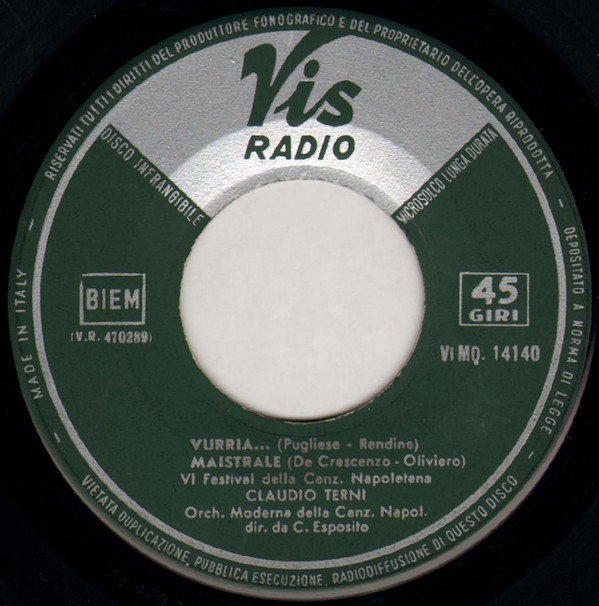 RISERVATI TUTTI I DIRITTI DEL PRODUTTORE FONOGRAFICO E DEL PROPRIETARIO DELL'OPERA RIPRODOTTA
Vis
RADIO
DISCO INFRANGIBILE
MICROSOLCO LUNGA DURATA
BIEM
(V.R. 470289)
45
GIRI
VI MQ. 14140
MADE IN ITALY
DEPOSITATO A NORMA DI LEGGE
VURRIA... (Pugliese - Rendine)
MAISTRALE (De Crescenzo - Oliviero)
VI Festival della Canz. Napoletena
CLAUDIO TERNI
Orch. Moderna della Canz. Napol.
dir. da C. Esposito
VIETATA DUPLICAZIONE, PUBBLICA ESECUZIONE, RADIODIFFUSIONE DI QUESTO DISCO